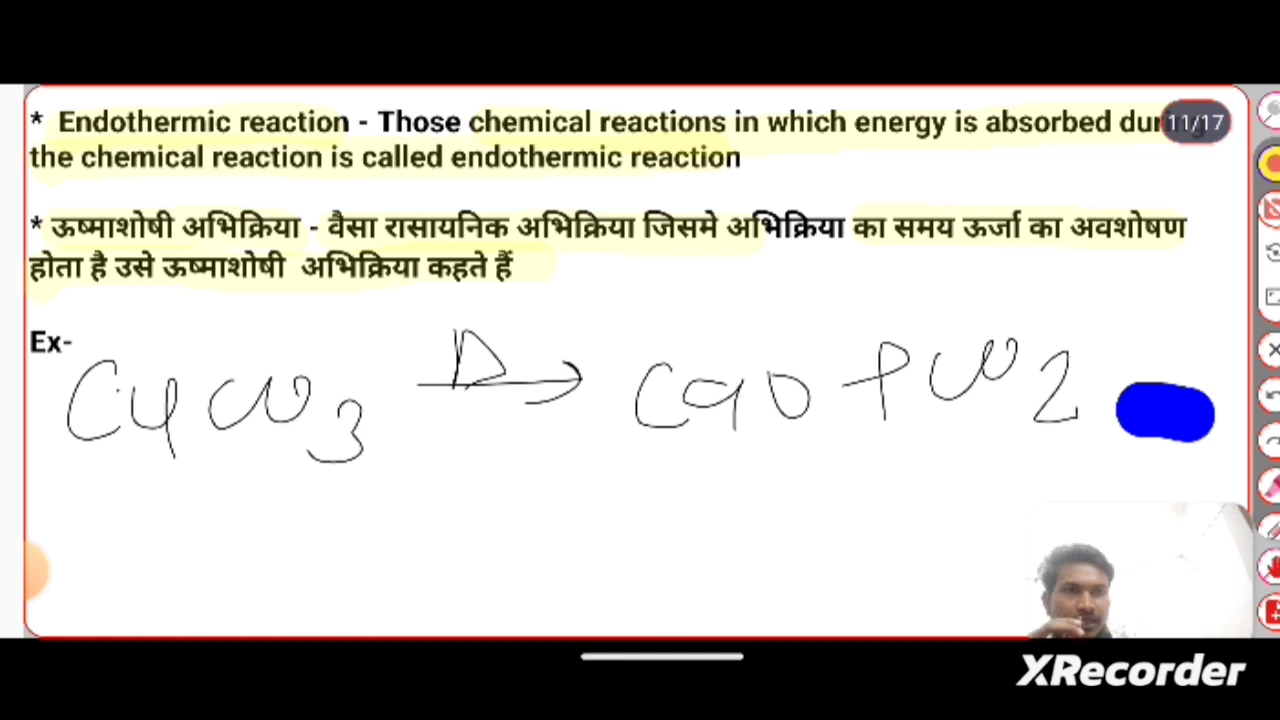 * Endothermic reaction - Those chemical reactions in which energy is absorbed during
11/17
the chemical reaction is called endothermic reaction
* ऊष्माशोषी अभिक्रिया - वैसा रासायनिक अभिक्रिया जिसमे अभिक्रिया का समय ऊर्जा का अवशोषण
होता है उसे ऊष्माशोषी अभिक्रिया कहते हैं
Ex-
CaCO3 Δ→ CaO + CO2
XRecorder